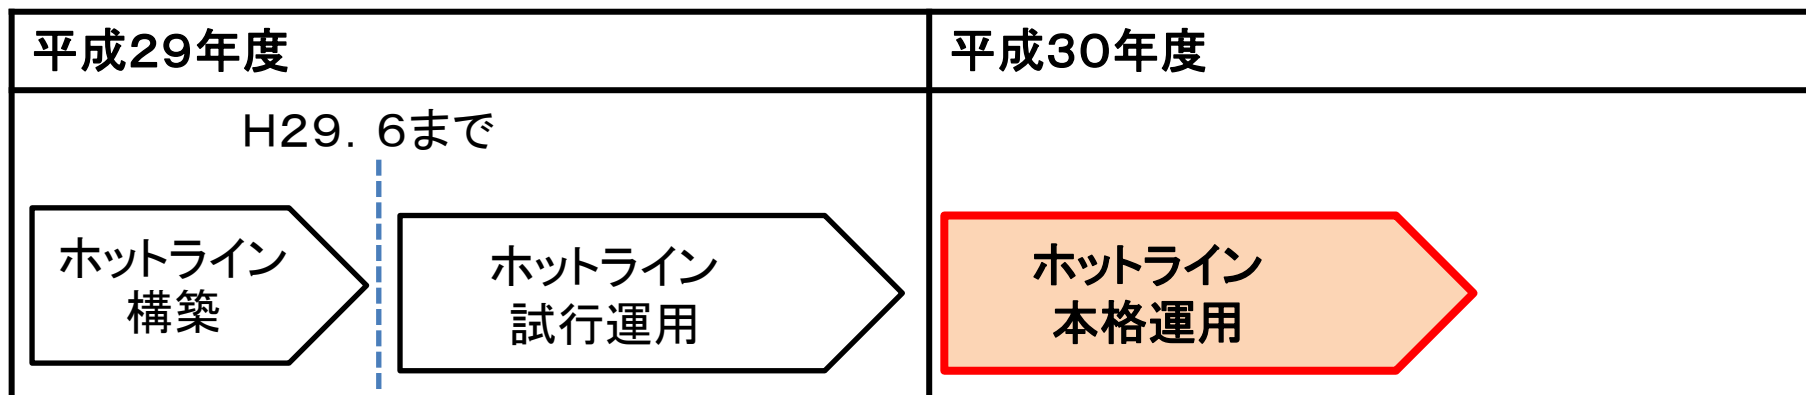 平成29年度
平成30年度
H29．6まで
ホットライン
構築
ホットライン
試行運用
ホットライン
本格運用